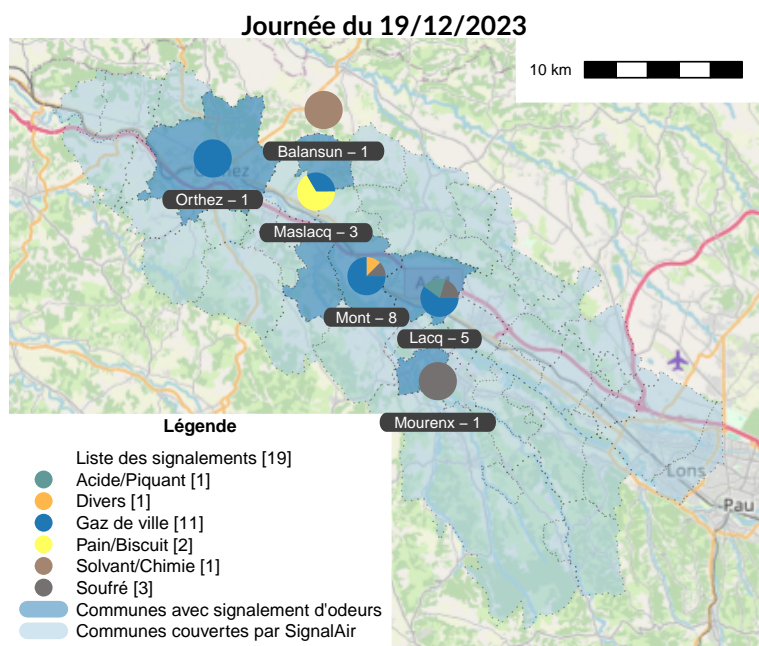 Journée du 19/12/2023
10 km
Balansun – 1
Orthez – 1
Maslacq – 3
Mont – 8
Lacq – 5
Mourenx – 1
Lons
Pau
Légende
Liste des signalements [19]
Acide/Piquant [1]
Divers [1]
Gaz de ville [11]
Pain/Biscuit [2]
Solvant/Chimie [1]
Soufré [3]
Communes avec signalement d'odeurs
Communes couvertes par SignalAir